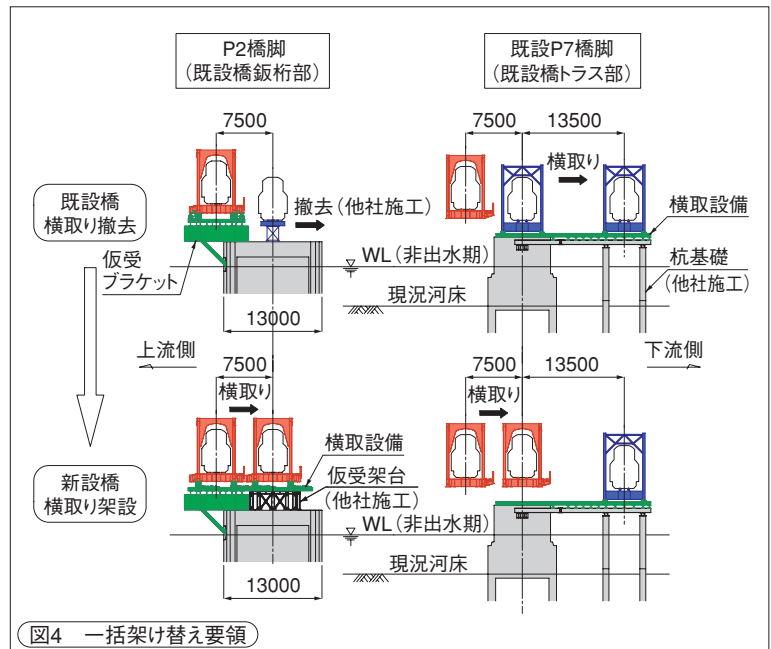 P2橋脚
(既設橋鈑桁部)
既設P7橋脚
(既設橋トラス部)
7500
7500
13500
横取り
既設橋
横取り撤去
撤去(他社施工)
横取設備
仮受
ブラケット
WL(非出水期)
杭基礎
(他社施工)
現況河床
13000
上流側
下流側
7500
横取り
7500
13500
横取り
横取設備
新設橋
横取り架設
仮受架台
(他社施工)
WL(非出水期)
現況河床
13000
図4 一括架け替え要領